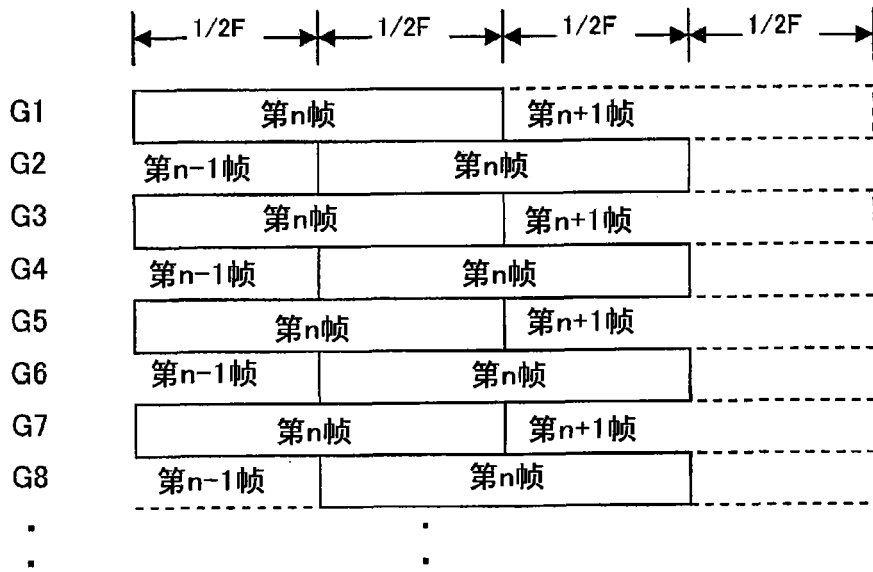 1/2F 1/2F 1/2F 1/2F
G1 第n帧 第n+1帧
G2 第n-1帧 第n帧
G3 第n帧 第n+1帧
G4 第n-1帧 第n帧
G5 第n帧 第n+1帧
G6 第n-1帧 第n帧
G7 第n帧 第n+1帧
G8 第n-1帧 第n帧